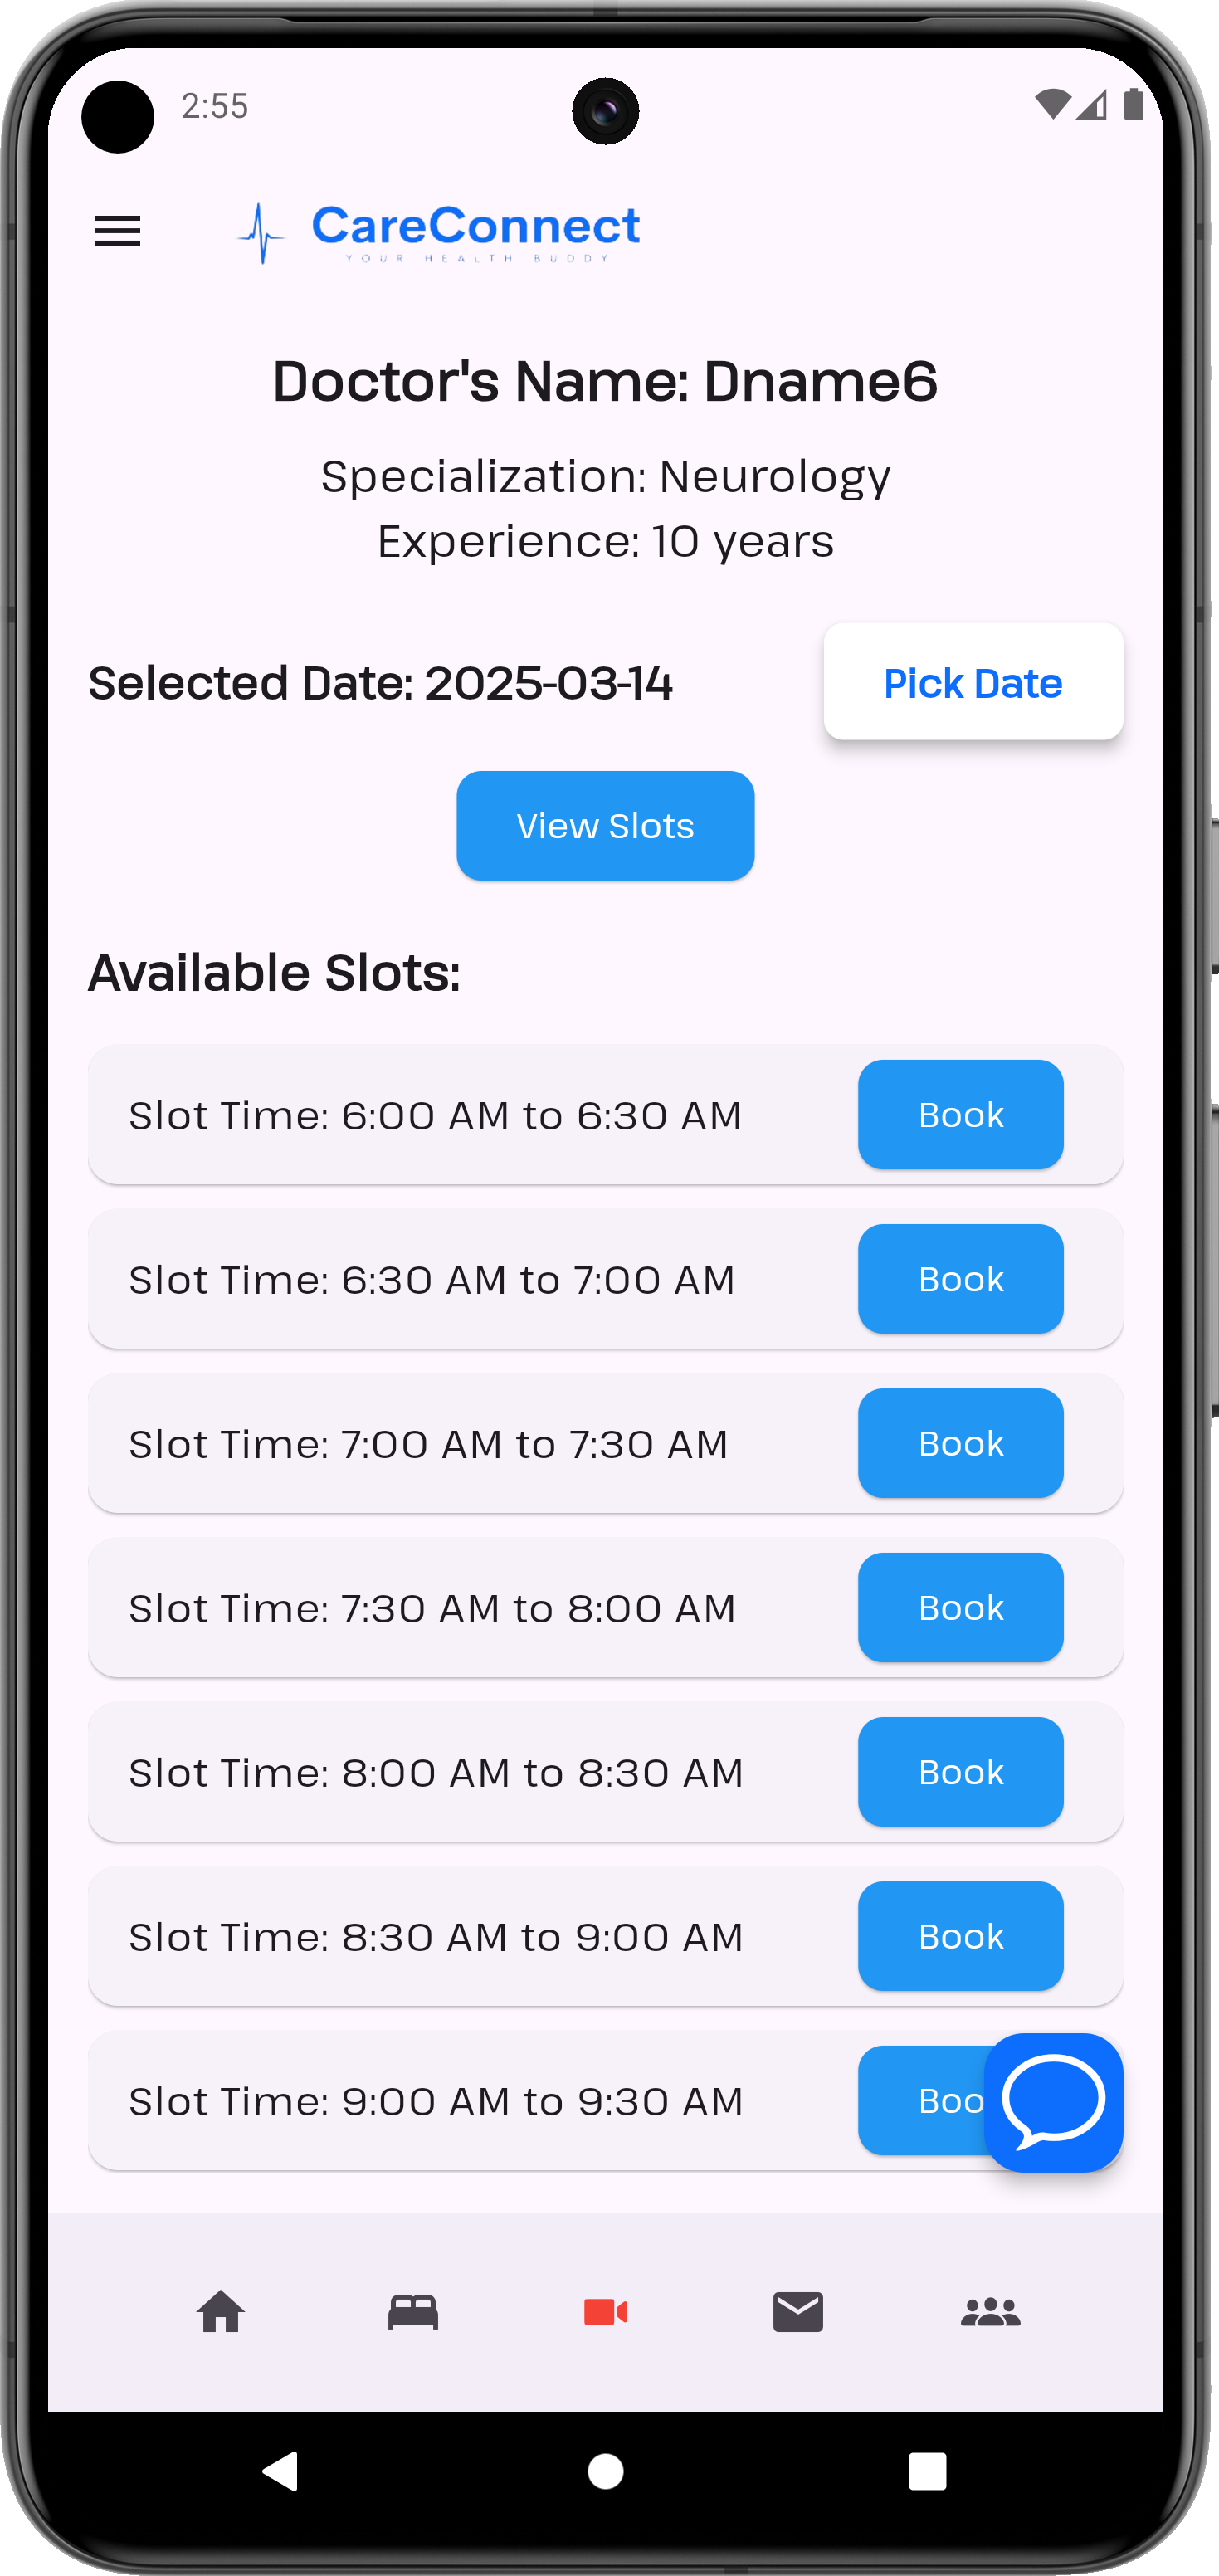 2:55
CareConnect
YOUR HEALTH BUDDY
Doctor's Name: Dname6
Specialization: Neurology
Experience: 10 years
Selected Date: 2025-03-14 Pick Date
View Slots
Available Slots:
Slot Time: 6:00 AM to 6:30 AM Book
Slot Time: 6:30 AM to 7:00 AM Book
Slot Time: 7:00 AM to 7:30 AM Book
Slot Time: 7:30 AM to 8:00 AM Book
Slot Time: 8:00 AM to 8:30 AM Book
Slot Time: 8:30 AM to 9:00 AM Book
Slot Time: 9:00 AM to 9:30 AM Boo